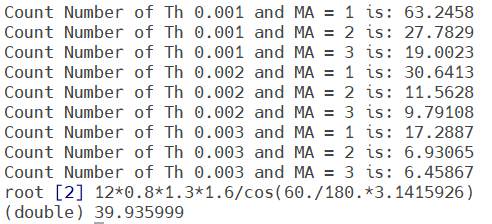 Count Number of Th 0.001 and MA = 1 is: 63.2458
Count Number of Th 0.001 and MA = 2 is: 27.7829
Count Number of Th 0.001 and MA = 3 is: 19.0023
Count Number of Th 0.002 and MA = 1 is: 30.6413
Count Number of Th 0.002 and MA = 2 is: 11.5628
Count Number of Th 0.002 and MA = 3 is: 9.79108
Count Number of Th 0.003 and MA = 1 is: 17.2887
Count Number of Th 0.003 and MA = 2 is: 6.93065
Count Number of Th 0.003 and MA = 3 is: 6.45867
root [2] 12*0.8*1.3*1.6/cos(60./180.*3.1415926)
(double) 39.935999